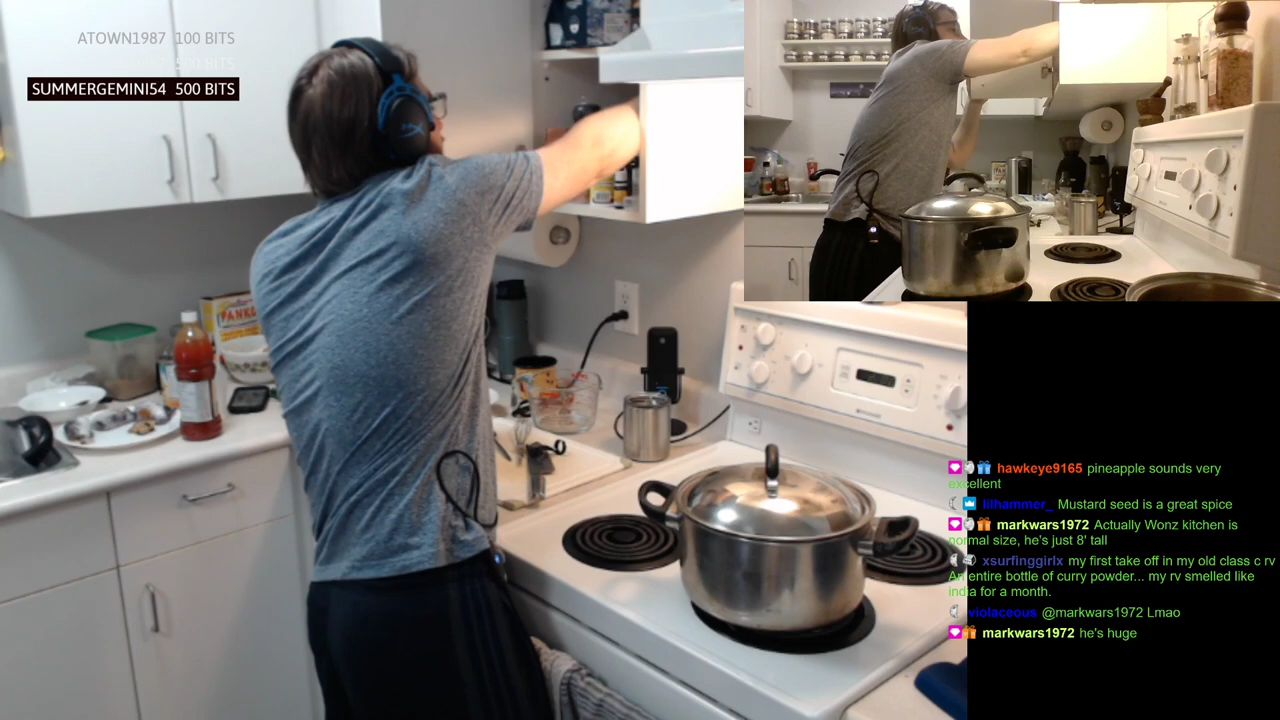 ATOWN1987 100 BITS
500 BITS
SUMMERGEMINI54 500 BITS
PANKO
hawkeye9165 pineapple sounds very
excellent
lilhammer_ Mustard seed is a great spice
markwars1972 Actually Wonz kitchen is
normal size, he's just 8' tall
xsurfinggirlx my first take off in my old class c rv
An entire bottle of curry powder... my rv smelled like
india for a month.
violaceous @markwars1972 Lmao
markwars1972 he's huge